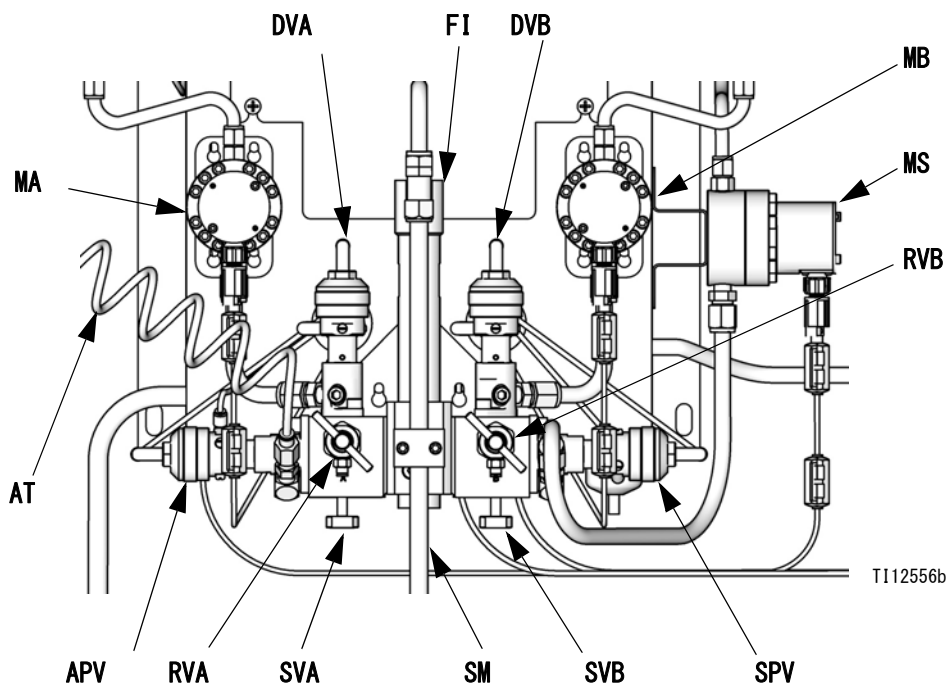 DVA FI DVB
MB
MA
MS
RVB
AT
TI12556b
APV RVA SVA SM SVB SPV